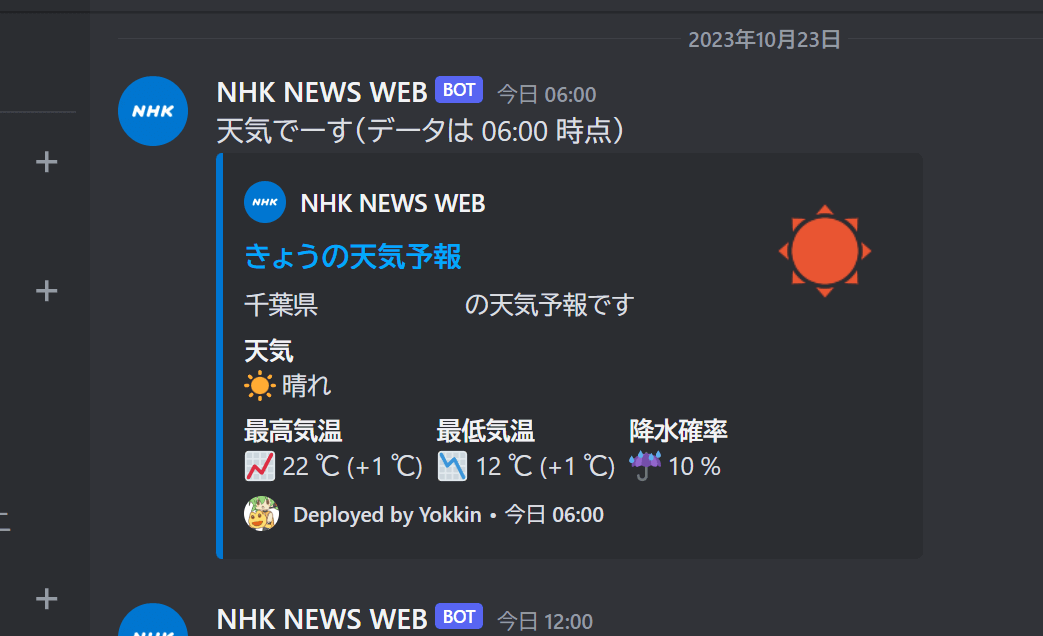 2023年10月23日
NHK
NHK NEWS WEB BOT 今日 06:00
天気でーす(データは 06:00 時点)
NHK NHK NEWS WEB
きょうの天気予報
千葉県 の天気予報です
天気
晴れ
最高気温 最低気温 降水確率
22 ℃ (+1 ℃) 12 ℃ (+1 ℃) 10 %
Deployed by Yokkin • 今日 06:00
NHK NEWS WEB BOT 今日 12:00
NHK